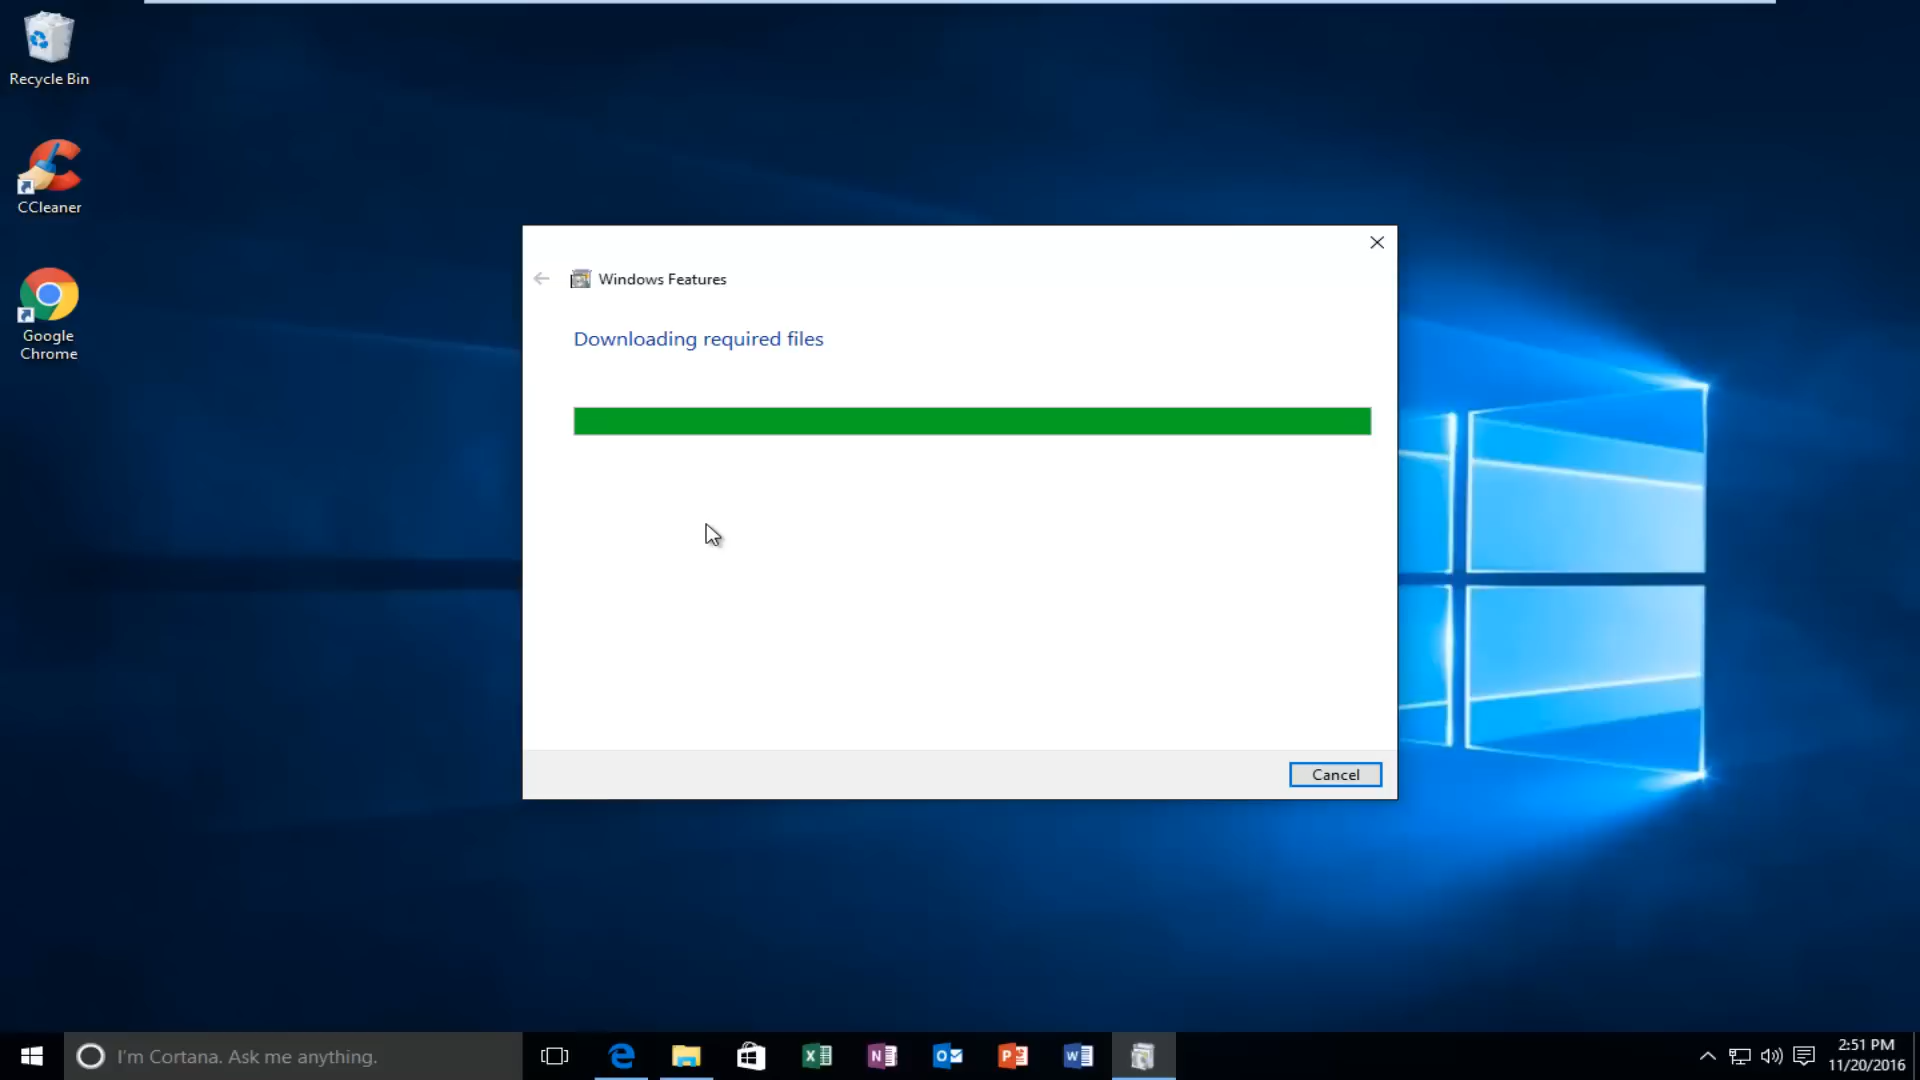 Recycle Bin
CCleaner
Google
Chrome
Windows Features
Downloading required files
Cancel
I'm Cortana. Ask me anything.
2:51 PM
11/20/2016